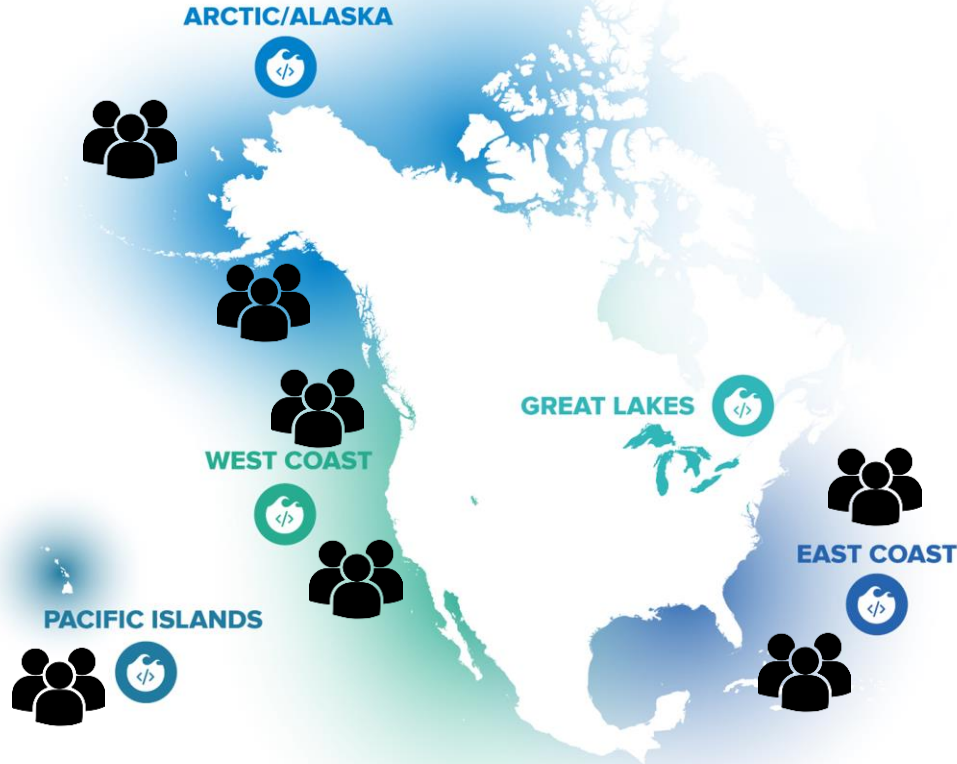 ARCTIC/ALASKA
</>
GREAT LAKES
</>
WEST COAST
</>
EAST COAST
</>
PACIFIC ISLANDS
</>